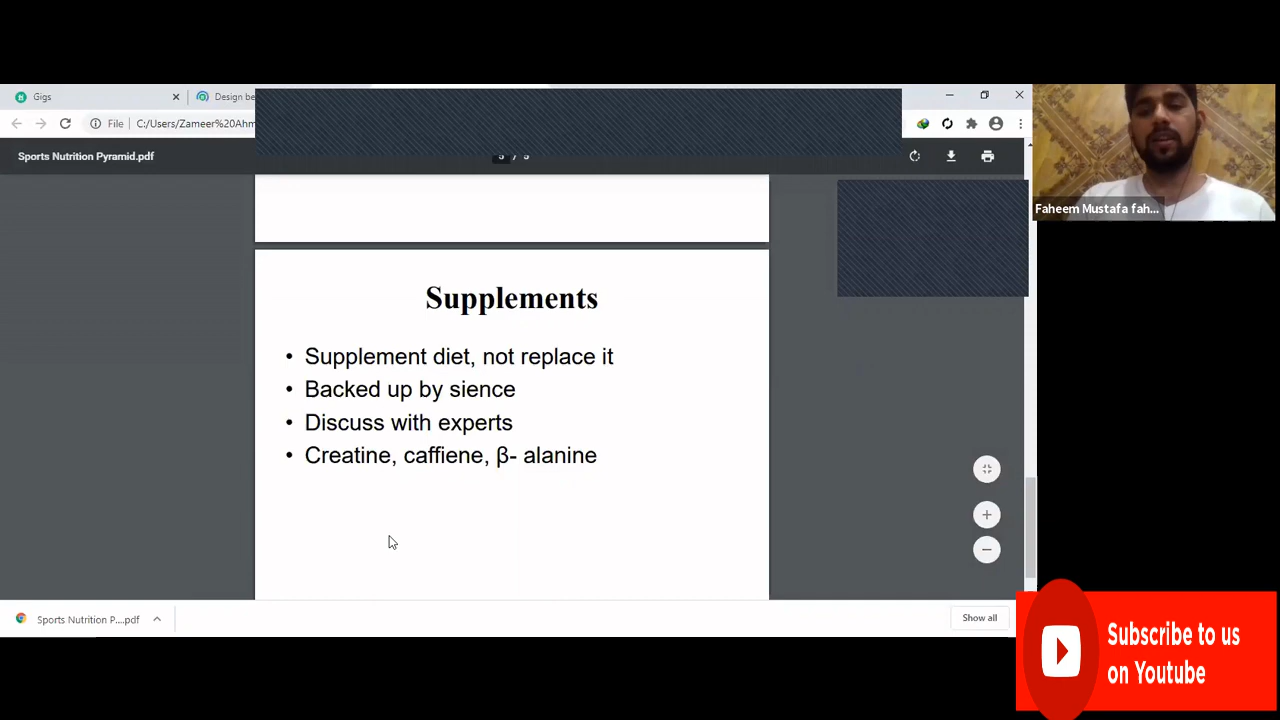 Gigs
Design be
File
C:/Users/Zameer%20Ahm
Sports Nutrition Pyramid.pdf
5 / 5
Faheem Mustafa fah...
Supplements
• Supplement diet, not replace it
• Backed up by sience
• Discuss with experts
• Creatine, caffiene, β- alanine
Sports Nutrition P....pdf
Show all
Subscribe to us
on Youtube